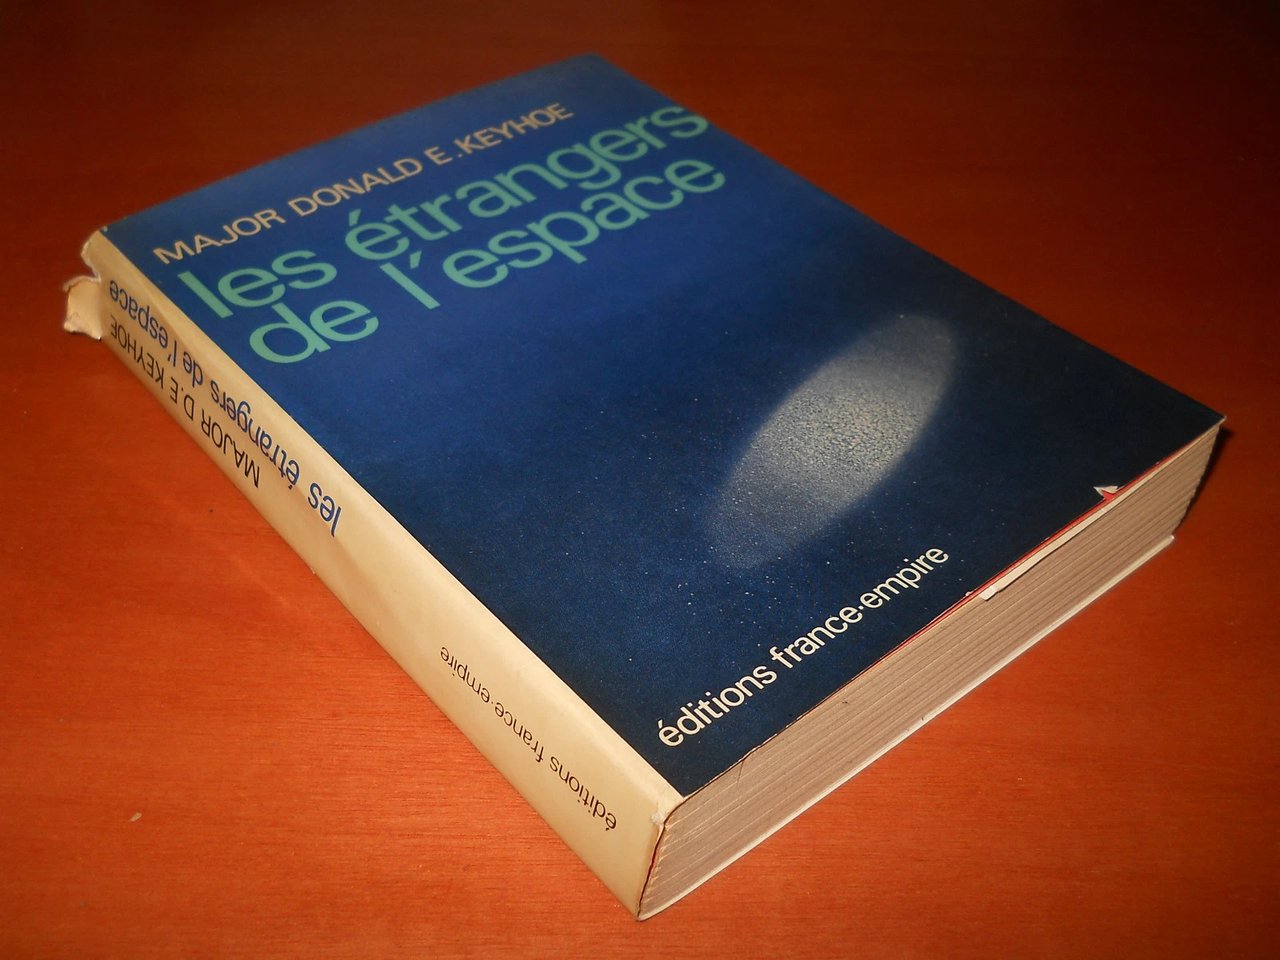 MAJOR DONALD E. KEYHOE
les étrangers
de l'espace
éditions france·empire
MAJOR D.E KEYHOE
les étrangers de l'espace
éditions france·empire